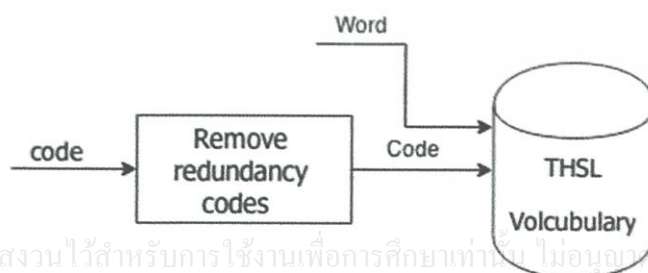 Word
code
Remove
redundancy
codes
Code
THSL
Volcubulary
สงวนไว้สำหรับการใช้งานเพื่อการศึกษาเท่านั้น ไม่อนุญาต